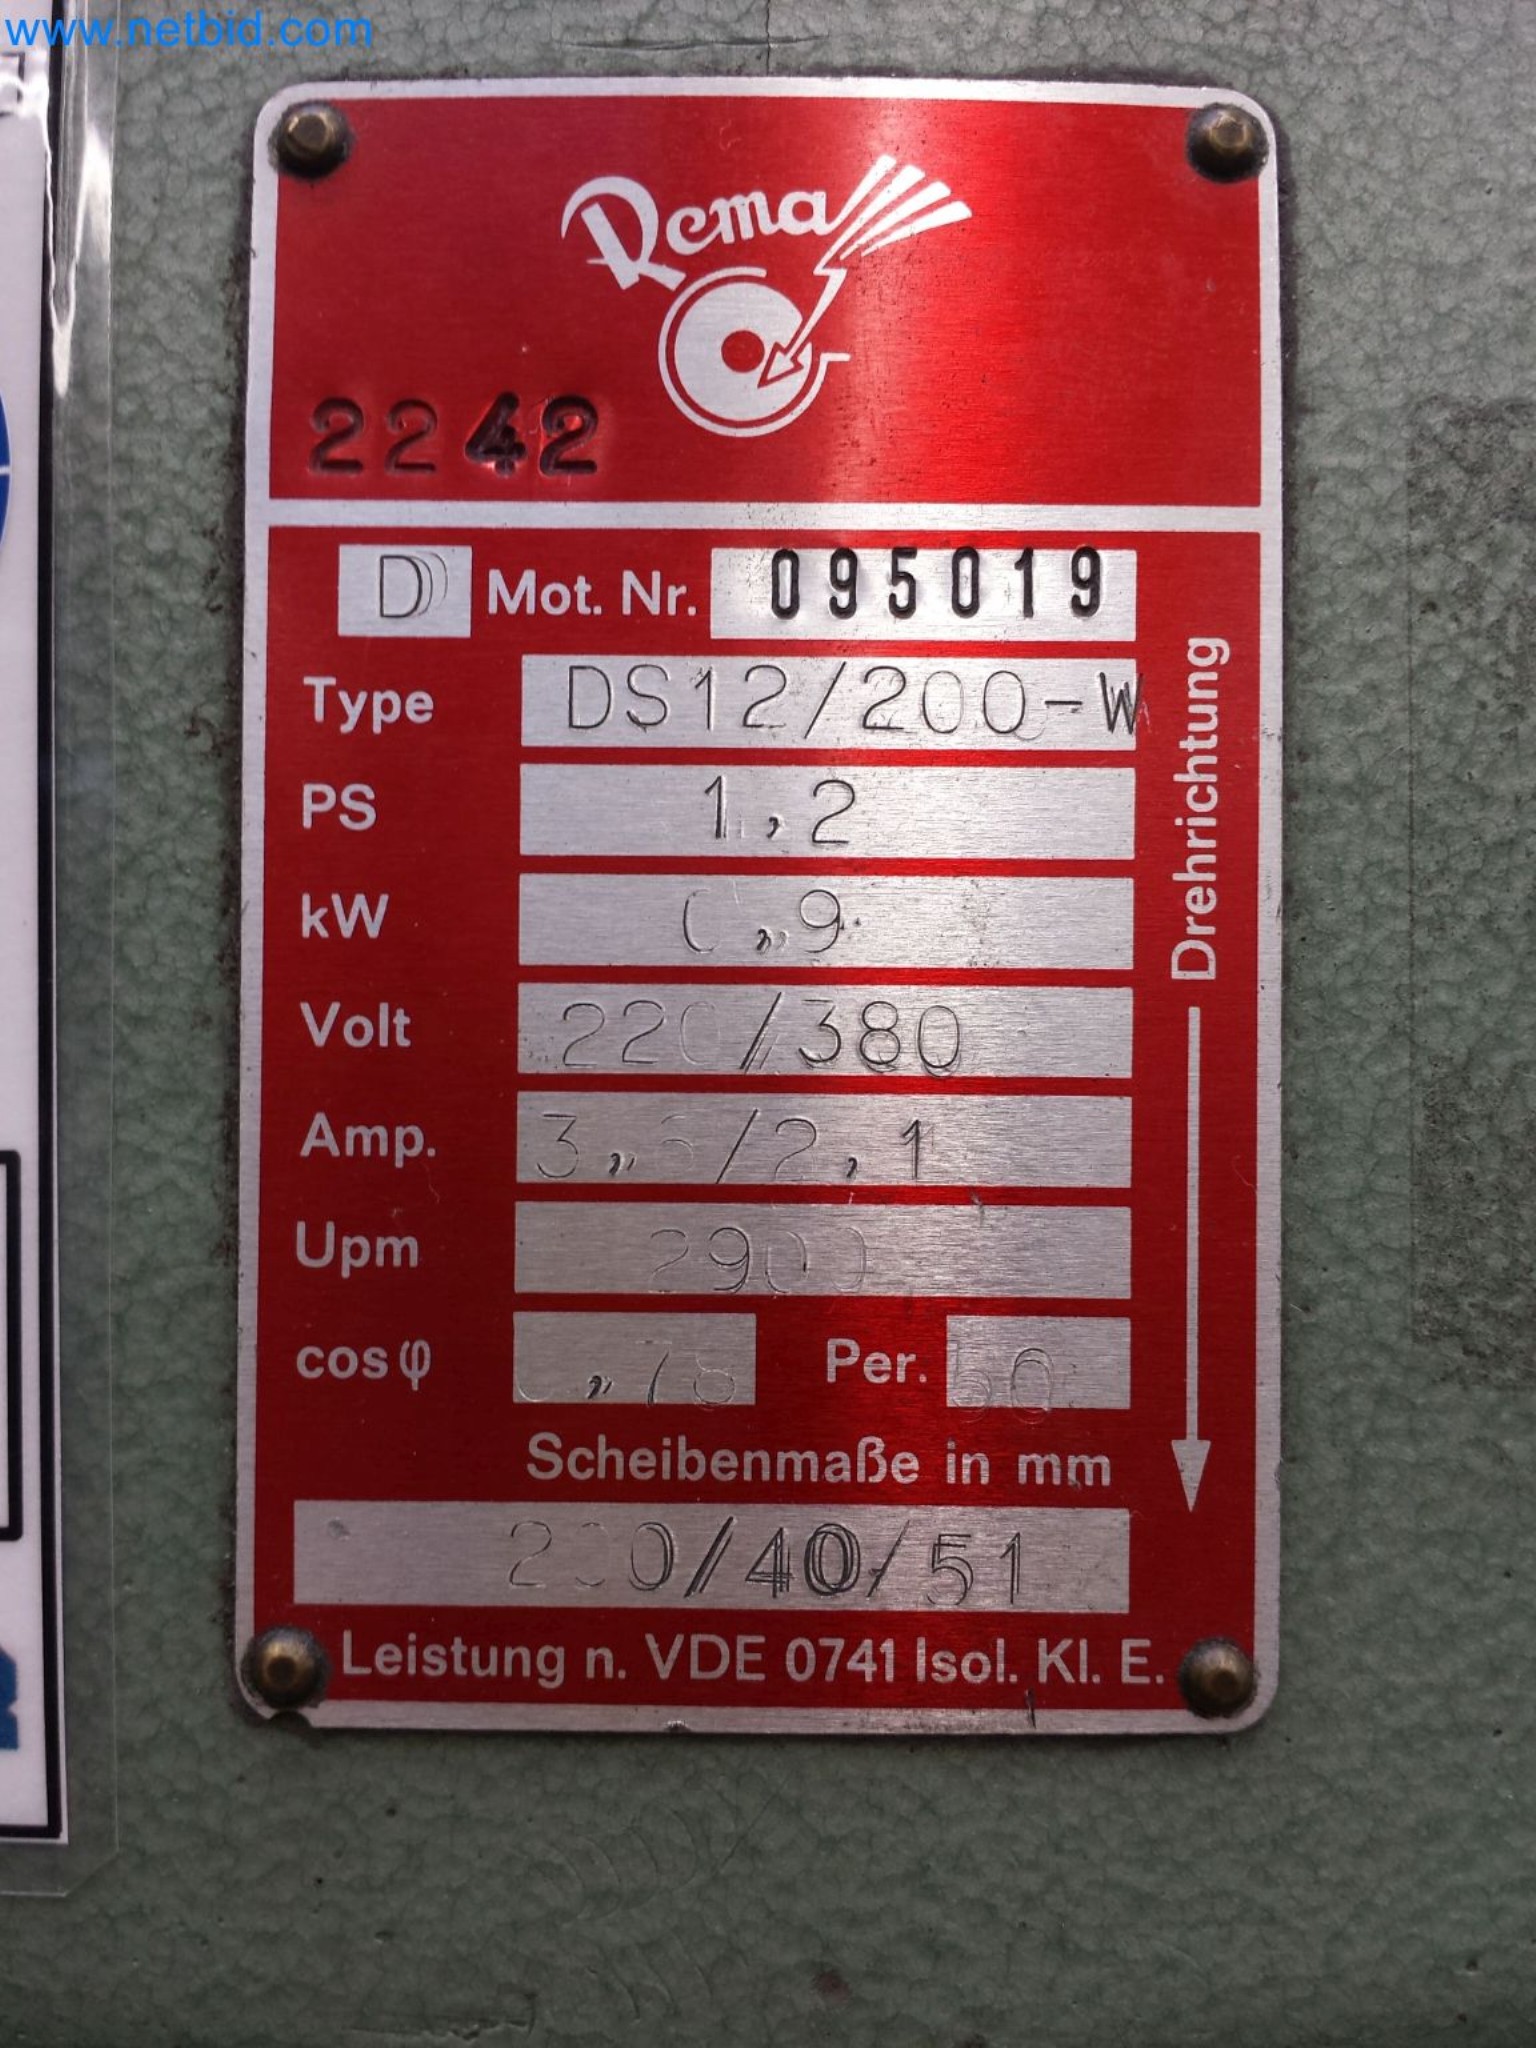 www.netbid.com
Rema
2242
D Mot. Nr. 095019
Type DS12/200-W
PS 1,2
kW 0,9
Volt 220/380
Amp. 3,6/2,1
Upm 2900
cosφ 0,78 Per. 50
Scheibenmaße in mm
200/40/51
Leistung n. VDE 0741 Isol. Kl. E.
Drehrichtung